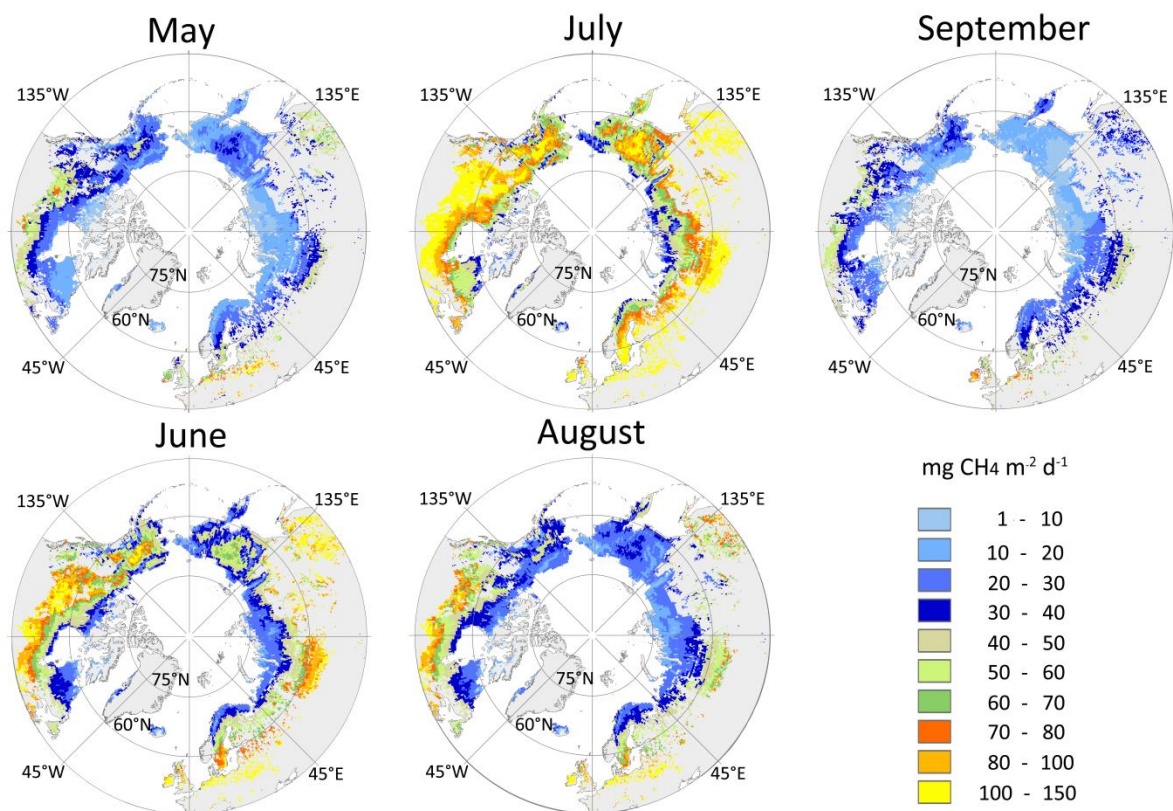 May
135°W
135°E
75°N
60°N
45°W
45°E
July
135°W
135°E
75°N
60°N
45°W
45°E
September
135°W
135°E
75°N
60°N
45°W
45°E
June
135°W
135°E
75°N
60°N
45°W
45°E
August
135°W
135°E
75°N
60°N
45°W
45°E
mg CH4 m-2 d-1
1 - 10
10 - 20
20 - 30
30 - 40
40 - 50
50 - 60
60 - 70
70 - 80
80 - 100
100 - 150